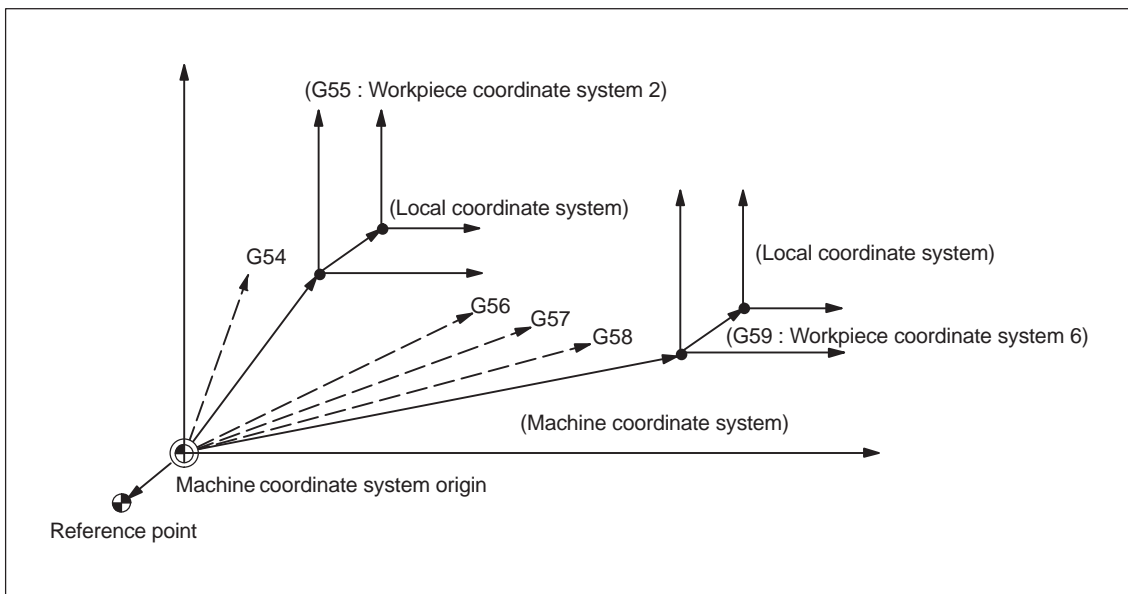 (G55 : Workpiece coordinate system 2)
(Local coordinate system)
G54
(Local coordinate system)
G56
G57
G58
(G59 : Workpiece coordinate system 6)
(Machine coordinate system)
Machine coordinate system origin
Reference point